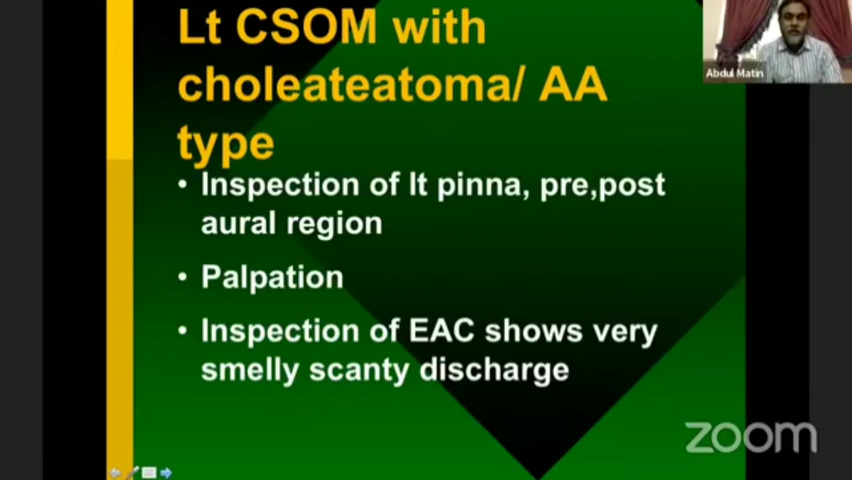 Lt CSOM with
choleateatoma/ AA
type
• Inspection of lt pinna, pre,post
aural region
• Palpation
• Inspection of EAC shows very
smelly scanty discharge
Abdul Matin
zoom